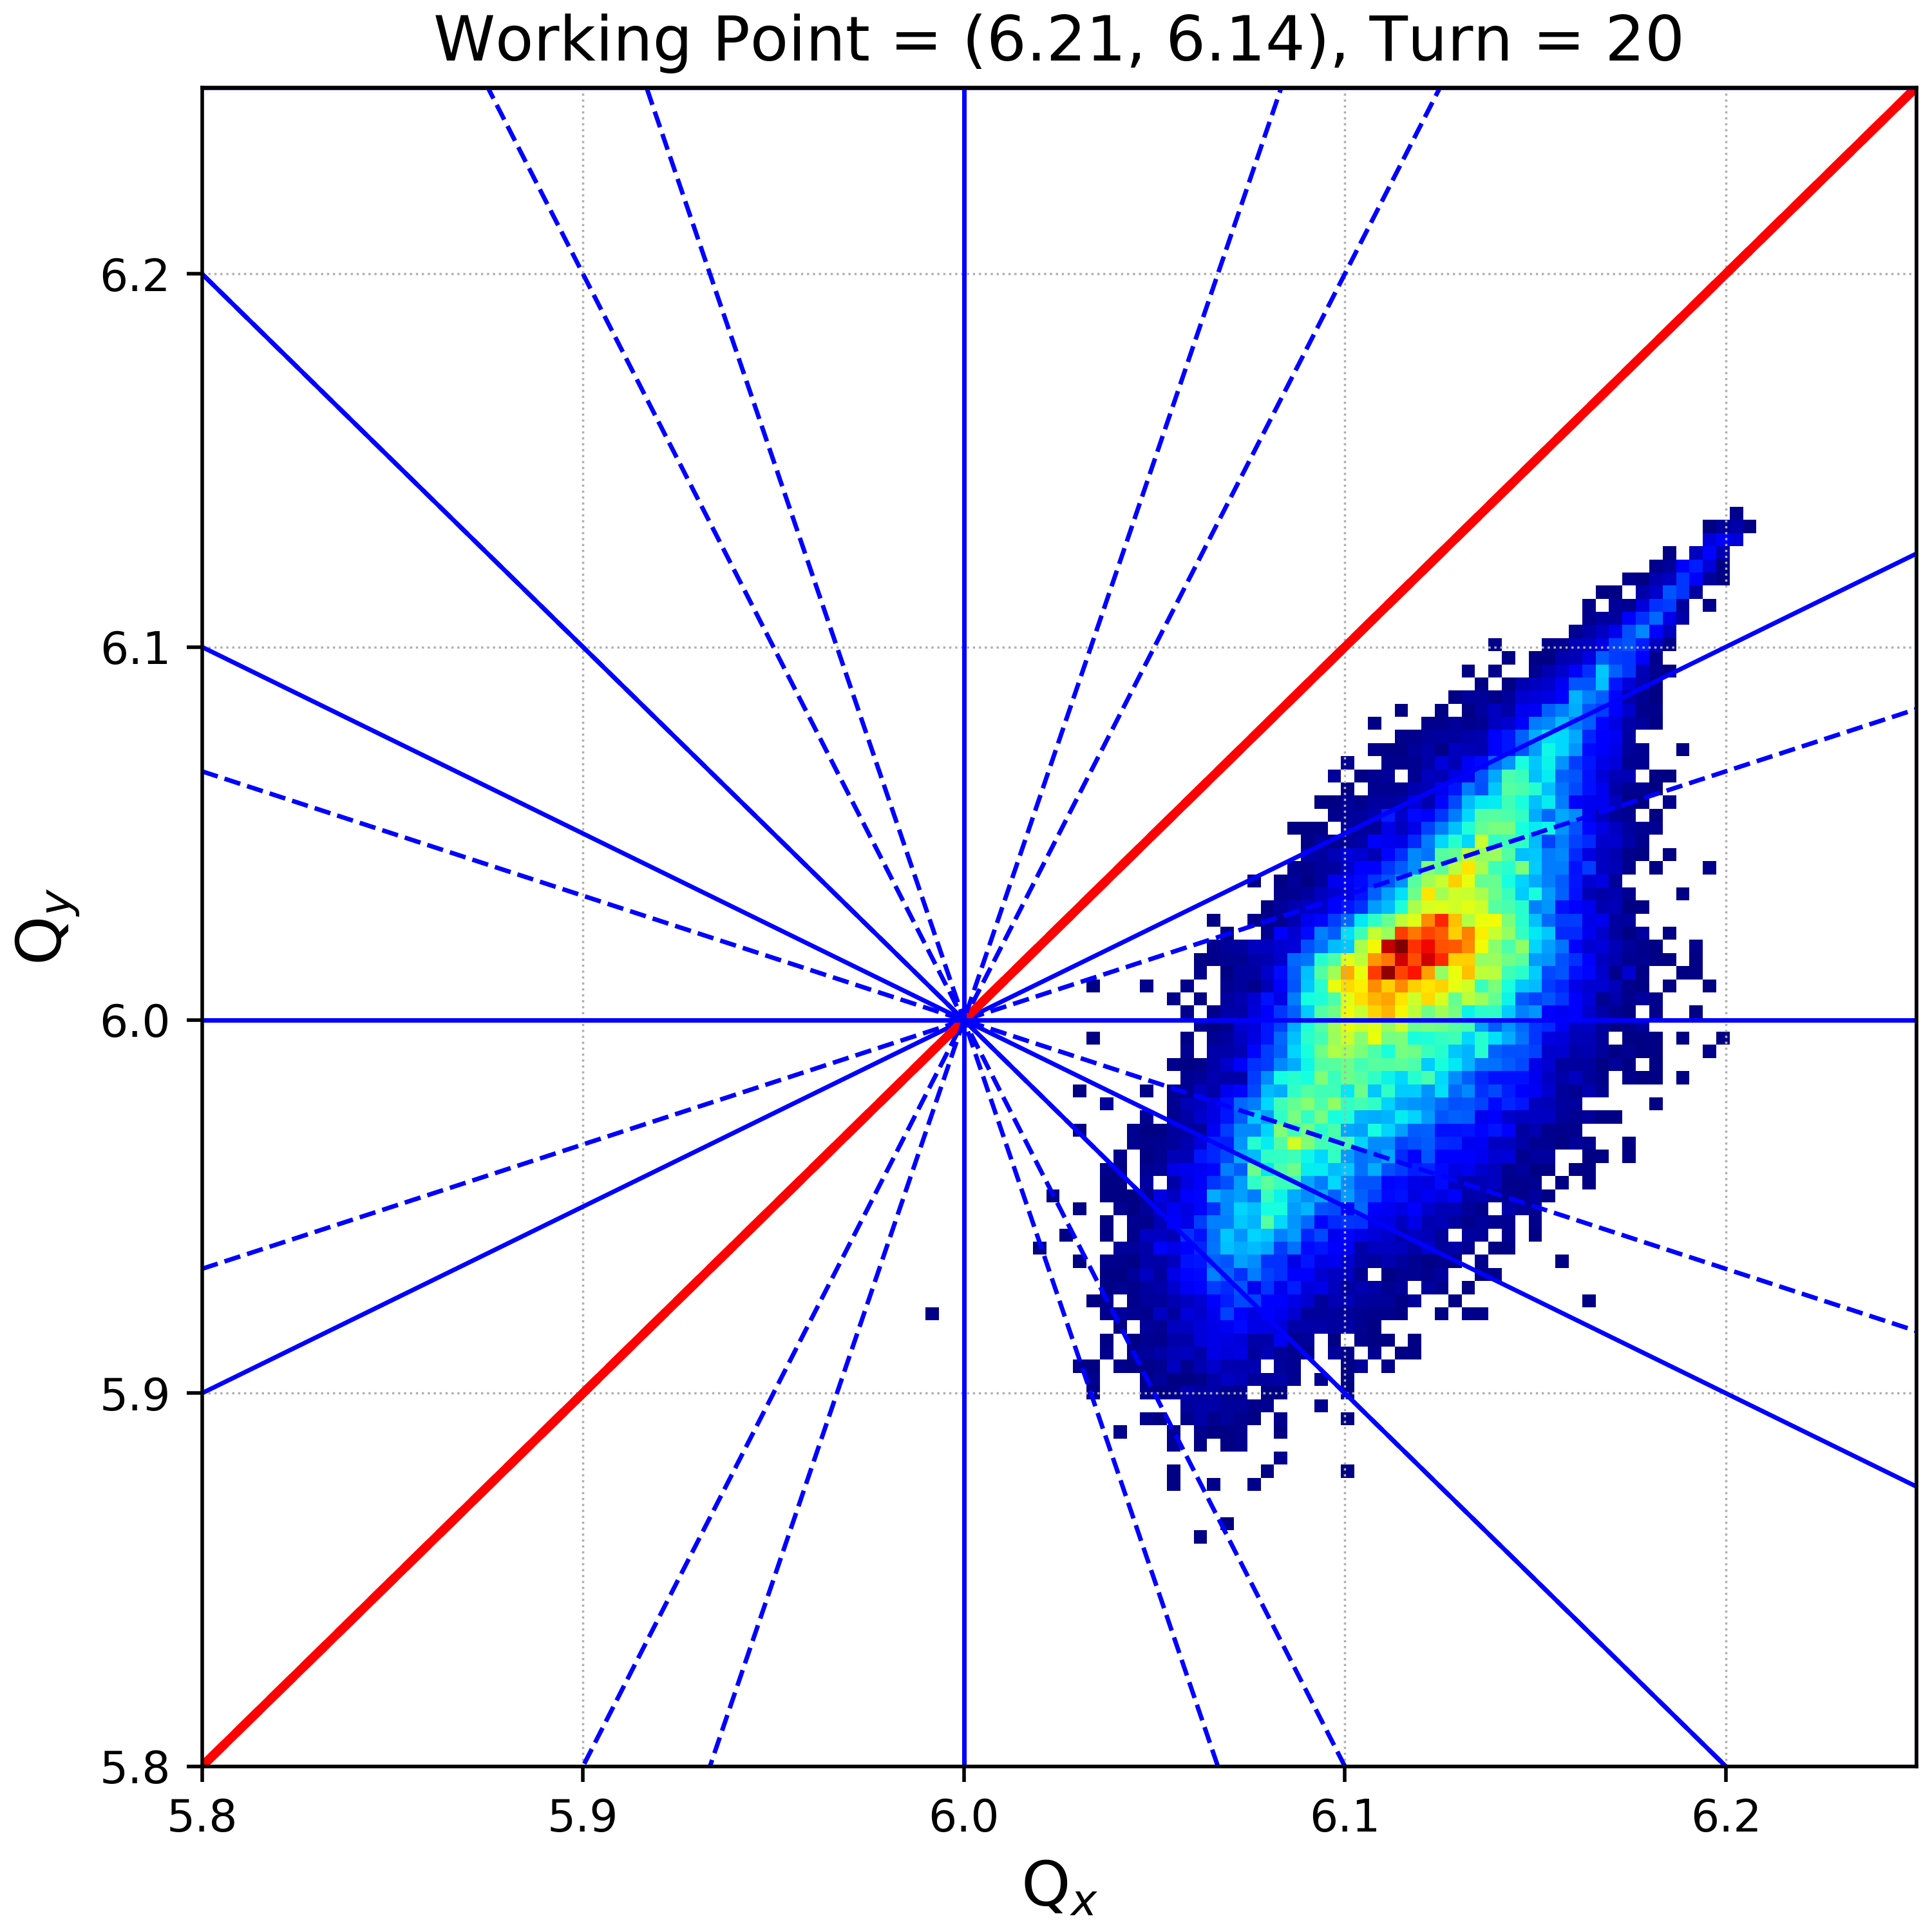 Working Point = (6.21, 6.14), Turn = 20
6.2
6.1
6.0
5.9
5.8
Qy
5.8 5.9 6.0 6.1 6.2
Qx